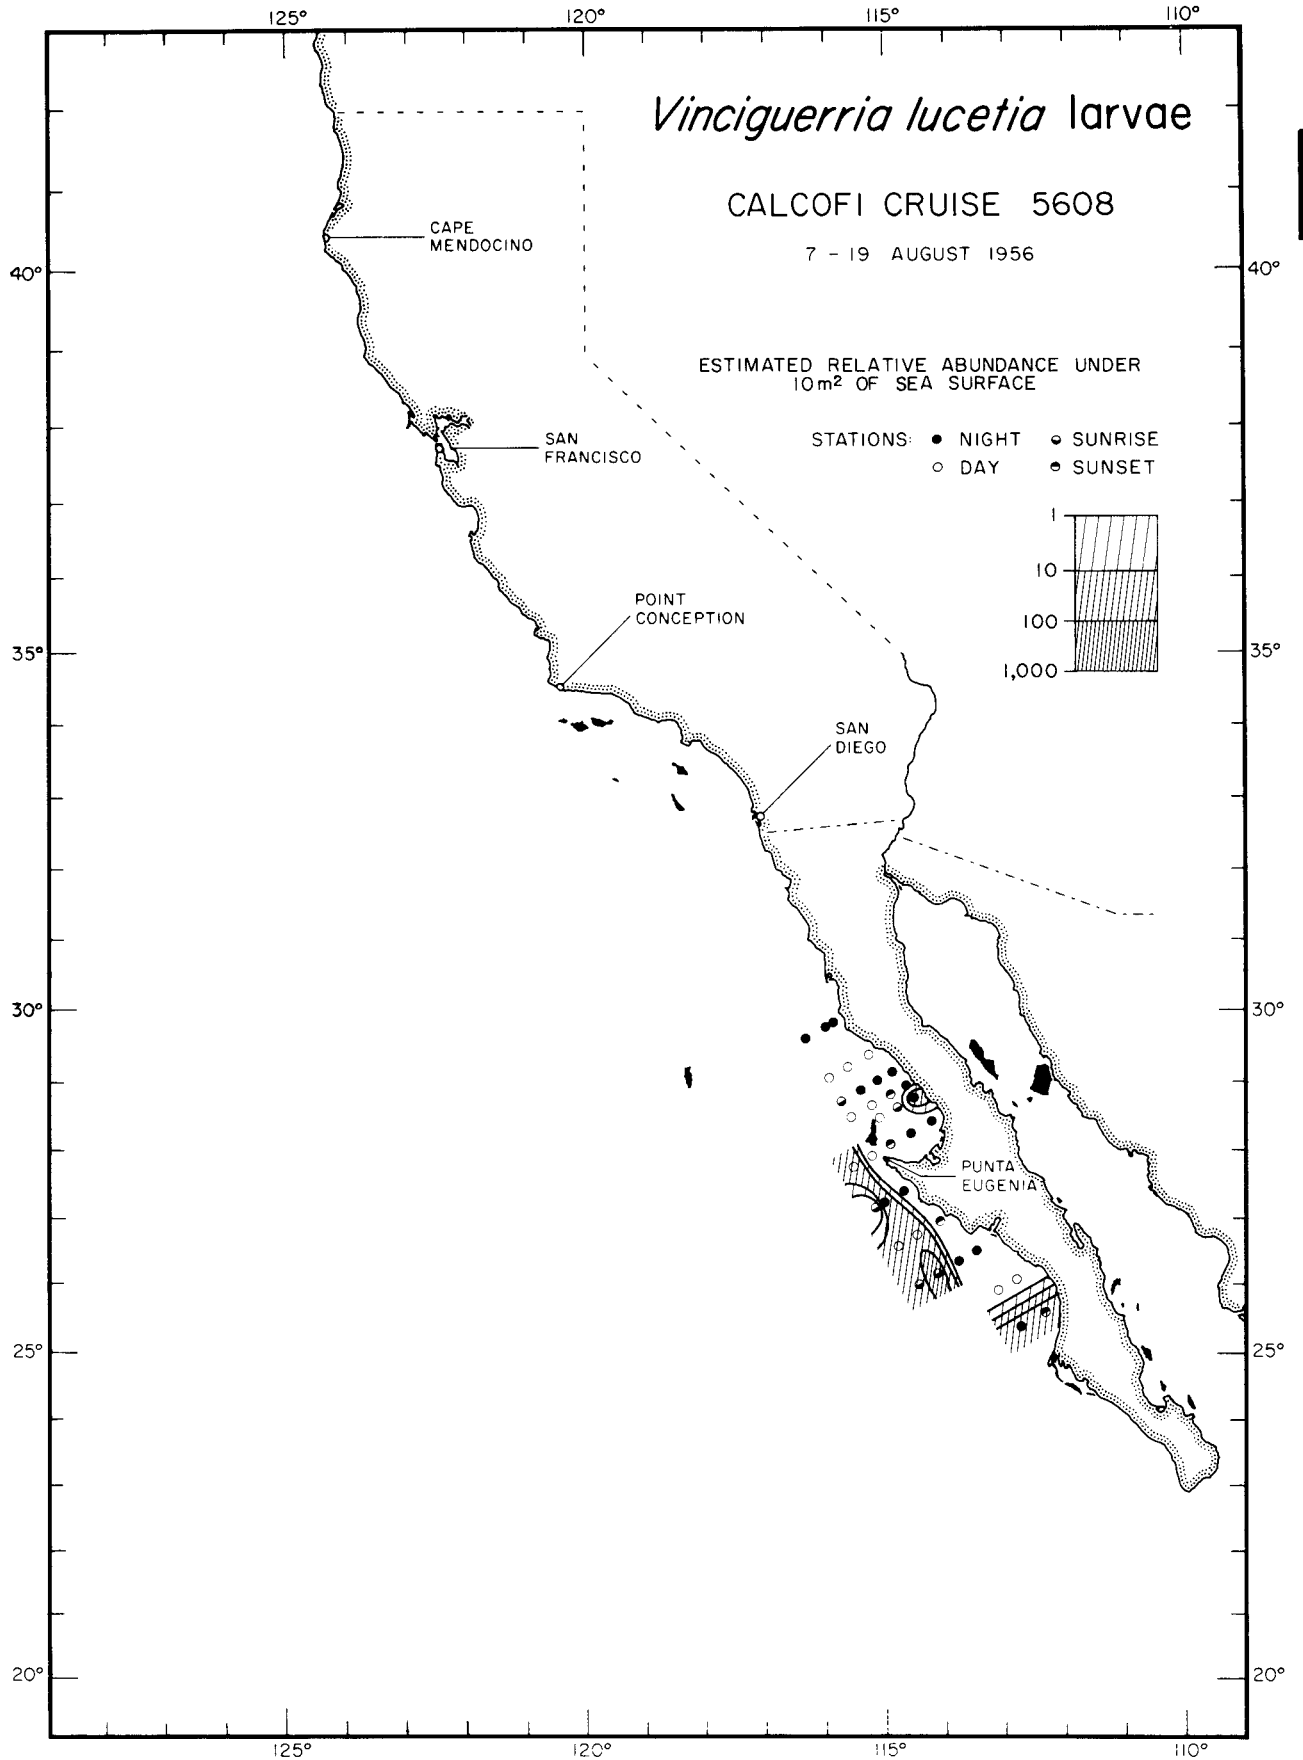 125° 120° 115° 110°
Vinciguerria lucetia larvae
CALCOFI CRUISE 5608
7 - 19 AUGUST 1956
CAPE
MENDOCINO
40° 40°
ESTIMATED RELATIVE ABUNDANCE UNDER
10m² OF SEA SURFACE
STATIONS: ● NIGHT ◒ SUNRISE
○ DAY ◓ SUNSET
SAN
FRANCISCO
1
10
100
1,000
POINT
CONCEPTION
35° 35°
SAN
DIEGO
30° 30°
PUNTA
EUGENIA
25° 25°
20° 20°
125° 120° 115° 110°